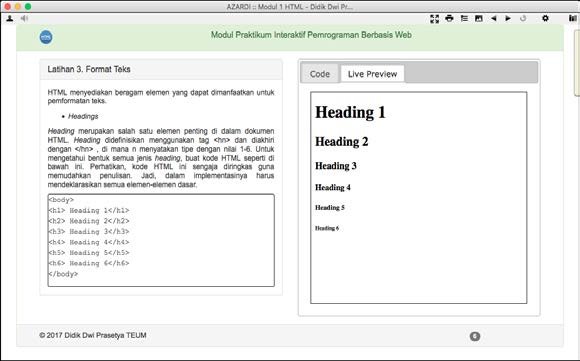 AZARDI :: Modul 1 HTML - Didik Dwi Pr...
Modul Praktikum Interaktif Pemrograman Berbasis Web
Latihan 3. Format Teks
HTML menyediakan beragam elemen yang dapat dimanfaatkan untuk
pemformatan teks.
• Headings
Heading merupakan salah satu elemen penting di dalam dokumen
HTML. Heading didefinisikan menggunakan tag <hn> dan diakhiri
dengan </hn> , di mana n menyatakan tipe dengan nilai 1-6. Untuk
mengetahui bentuk semua jenis heading, buat kode HTML seperti di
bawah ini. Perhatikan, kode HTML ini sengaja diringkas guna
memudahkan penulisan. Jadi, dalam implementasinya harus
mendeklarasikan semua elemen-elemen dasar.
<body>
<h1> Heading 1</h1>
<h2> Heading 2</h2>
<h3> Heading 3</h3>
<h4> Heading 4</h4>
<h5> Heading 5</h5>
<h6> Heading 6</h6>
</body>
Code
Live Preview
Heading 1
Heading 2
Heading 3
Heading 4
Heading 5
Heading 6
© 2017 Didik Dwi Prasetya TEUM
6